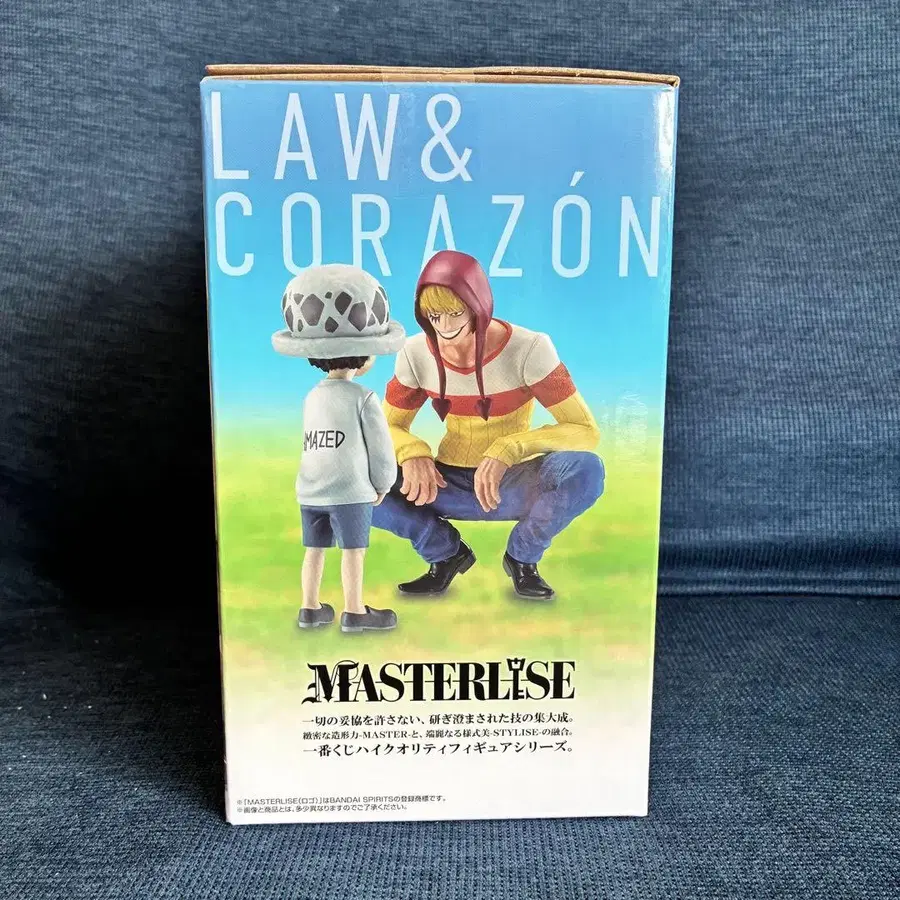 LAW&
CORAZÓN
AMAZED
MASTERLISE
一切の妥協を許さない、研ぎ澄まされた技の集大成。
緻密な造形力-MASTER-と、端麗なる様式美-STYLISE-の融合。
一番くじハイクオリティフィギュアシリーズ。
※「MASTERLISE(ロゴ)」はBANDAI SPIRITSの登録商標です。
※画像と商品とは、多少異なりますのでご了承ください。